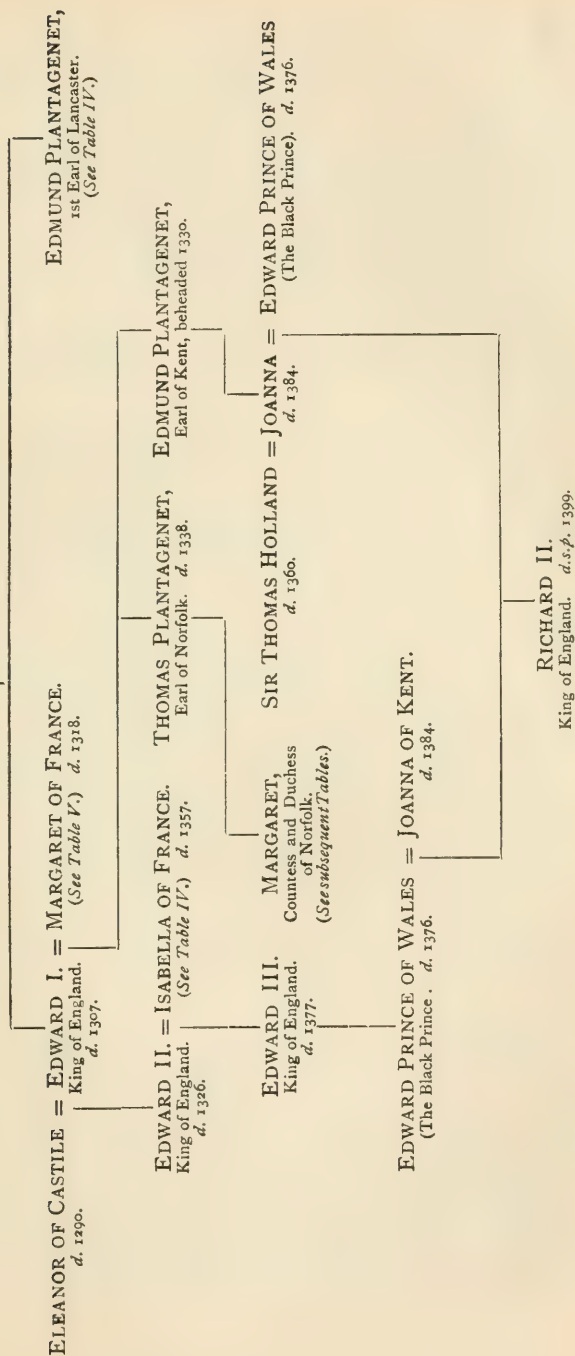 ELEANOR OF CASTILE = EDWARD I. = MARGARET OF FRANCE.
d. 1290.
King of England.
d. 1307.
(See Table V.) d. 1318.
EDMUND PLANTAGENET,
1st Earl of Lancaster.
(See Table IV.)
EDWARD II. = ISABELLA OF FRANCE.
King of England.
d. 1326.
(See Table IV.) d. 1357.
THOMAS PLANTAGENET,
Earl of Norfolk. d. 1338.
EDMUND PLANTAGENET,
Earl of Kent, beheaded 1330.
EDWARD III.
King of England.
d. 1377.
MARGARET,
Countess and Duchess
of Norfolk.
(See subsequent Tables.)
SIR THOMAS HOLLAND = JOANNA = EDWARD PRINCE OF WALES
d. 1360.
d. 1384.
(The Black Prince). d. 1376.
EDWARD PRINCE OF WALES = JOANNA OF KENT.
(The Black Prince . d. 1376.
d. 1384.
RICHARD II.
King of England. d.s.p. 1399.